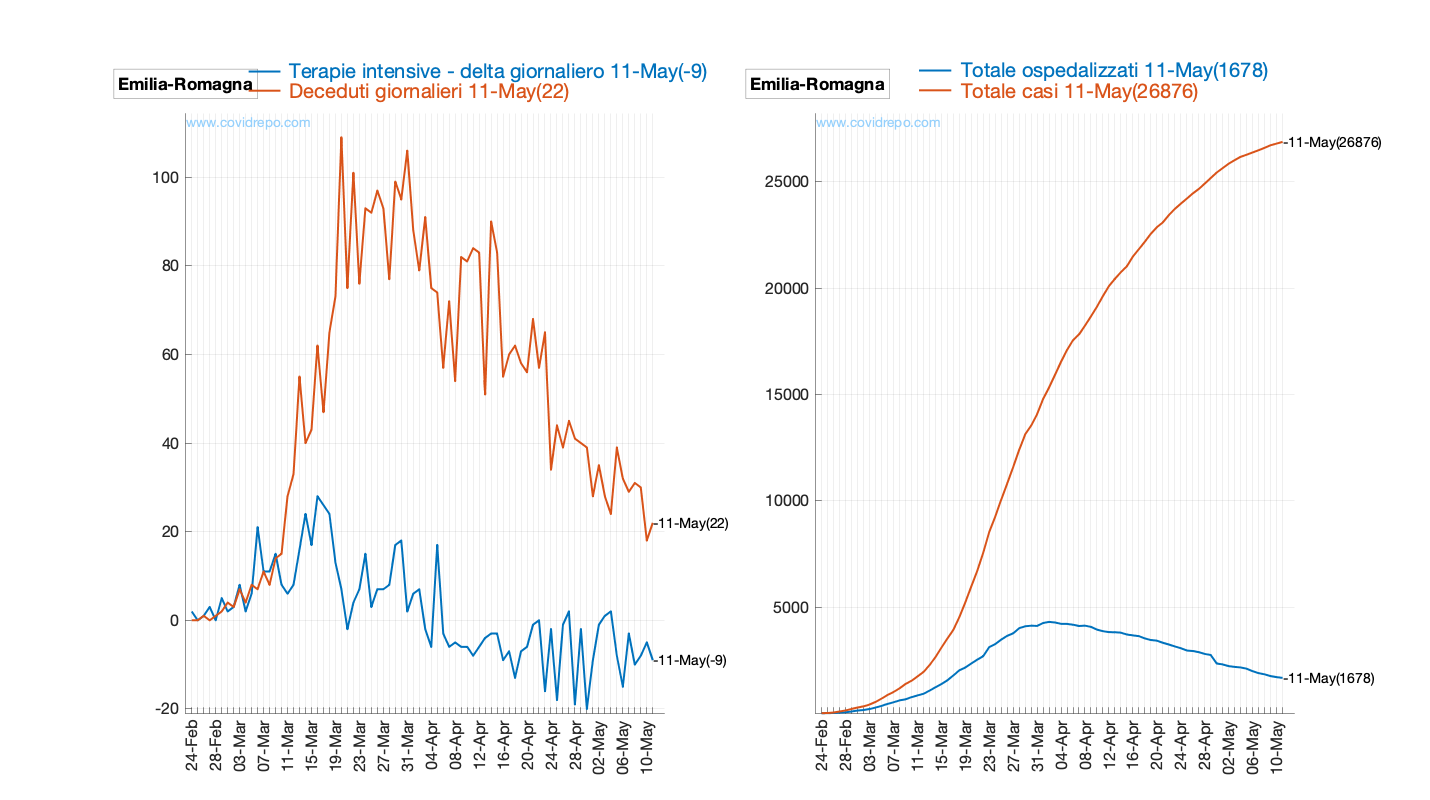 Emilia-Romagna
Terapie intensive - delta giornaliero 11-May(-9)
Deceduti giornalieri 11-May(22)
www.covidrepo.com
100
80
60
40
20
0
-20
11-May(22)
11-May(-9)
24-Feb
28-Feb
03-Mar
07-Mar
11-Mar
15-Mar
19-Mar
23-Mar
27-Mar
31-Mar
04-Apr
08-Apr
12-Apr
16-Apr
20-Apr
24-Apr
28-Apr
02-May
06-May
10-May
Emilia-Romagna
Totale ospedalizzati 11-May(1678)
Totale casi 11-May(26876)
www.covidrepo.com
25000
20000
15000
10000
5000
11-May(26876)
11-May(1678)
24-Feb
28-Feb
03-Mar
07-Mar
11-Mar
15-Mar
19-Mar
23-Mar
27-Mar
31-Mar
04-Apr
08-Apr
12-Apr
16-Apr
20-Apr
24-Apr
28-Apr
02-May
06-May
10-May